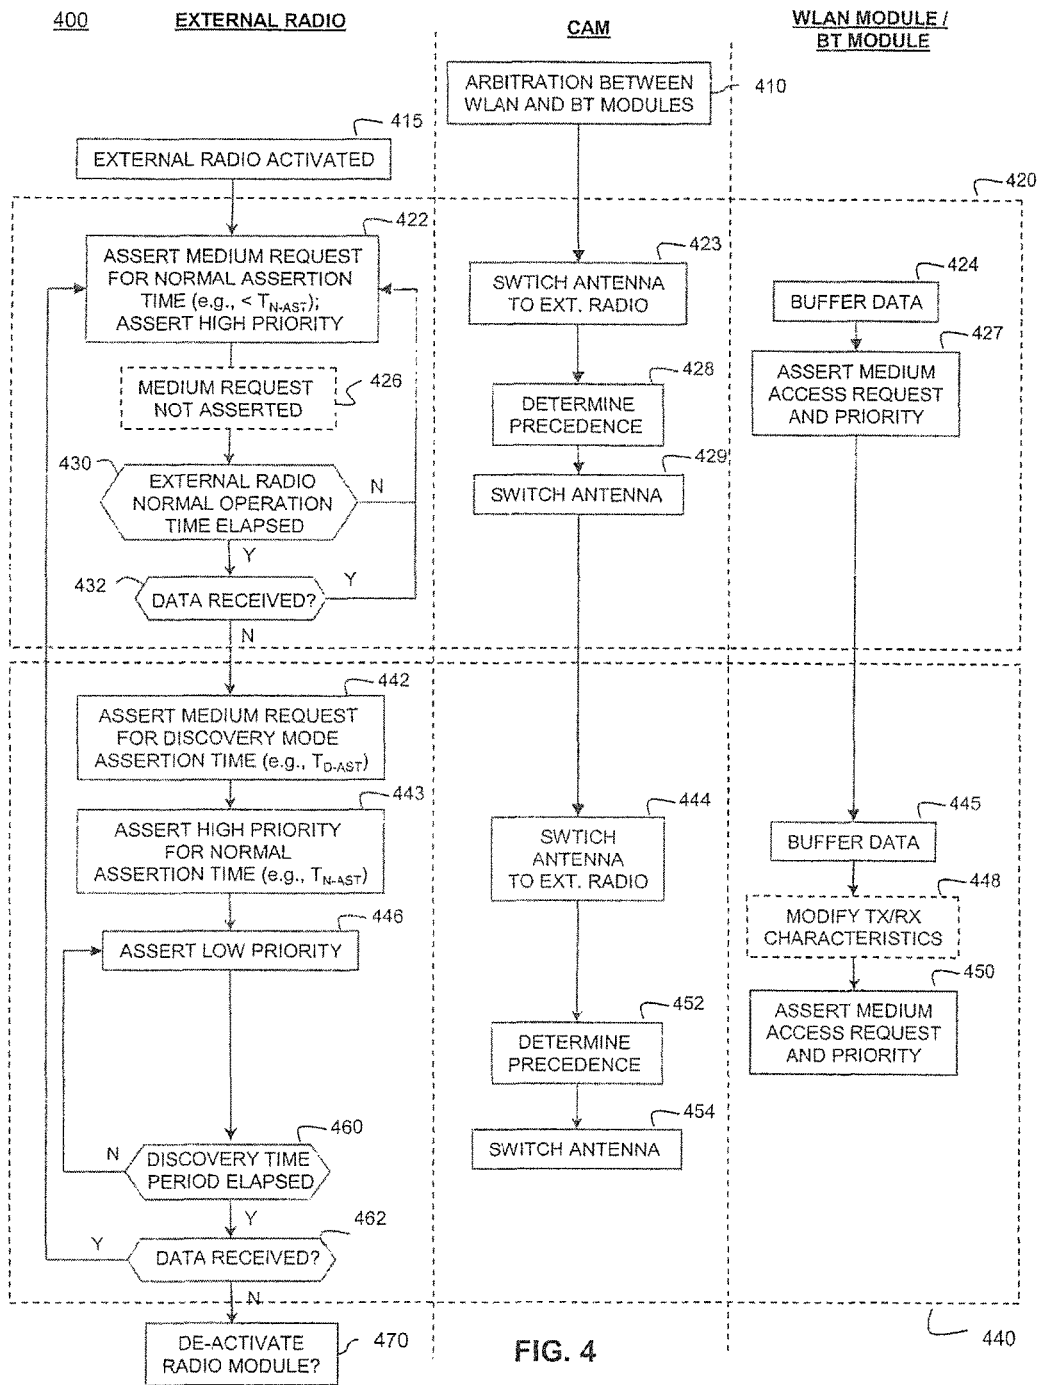 400
EXTERNAL RADIO
CAM
WLAN MODULE /
BT MODULE
ARBITRATION BETWEEN
WLAN AND BT MODULES
410
415
EXTERNAL RADIO ACTIVATED
420
422
ASSERT MEDIUM REQUEST
FOR NORMAL ASSERTION
TIME (e.g., < T_N-AST);
ASSERT HIGH PRIORITY
423
SWTICH ANTENNA
TO EXT. RADIO
424
BUFFER DATA
427
ASSERT MEDIUM
ACCESS REQUEST
AND PRIORITY
MEDIUM REQUEST
NOT ASSERTED
426
428
DETERMINE
PRECEDENCE
429
SWITCH ANTENNA
430
EXTERNAL RADIO
NORMAL OPERATION
TIME ELAPSED
N
Y
432
DATA RECEIVED?
Y
N
442
ASSERT MEDIUM REQUEST
FOR DISCOVERY MODE
ASSERTION TIME (e.g., T_D-AST)
443
ASSERT HIGH PRIORITY
FOR NORMAL
ASSERTION TIME (e.g., T_N-AST)
444
SWTICH
ANTENNA
TO EXT. RADIO
445
BUFFER DATA
446
ASSERT LOW PRIORITY
448
MODIFY TX/RX
CHARACTERISTICS
450
ASSERT MEDIUM
ACCESS REQUEST
AND PRIORITY
452
DETERMINE
PRECEDENCE
454
SWITCH ANTENNA
460
N
DISCOVERY TIME
PERIOD ELAPSED
Y
462
Y
DATA RECEIVED?
N
DE-ACTIVATE
RADIO MODULE?
470
FIG. 4
440